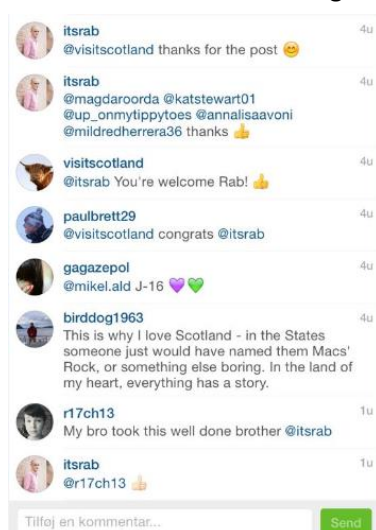 itsrab 4u
@visitscotland thanks for the post 😊
itsrab 4u
@magdaroorda @katstewart01
@up_onmytippytoes @annalisaavoni
@mildredherrera36 thanks 👍
visitscotland 4u
@itsrab You're welcome Rab! 👍
paulbrett29 4u
@visitscotland congrats @itsrab
gagazepol 4u
@mikel.ald J-16 💜💚
birddog1963 4u
This is why I love Scotland - in the States
someone just would have named them Macs'
Rock, or something else boring. In the land of
my heart, everything has a story.
r17ch13 1u
My bro took this well done brother @itsrab
itsrab 1u
@r17ch13 👍🏻
Tilføj en kommentar... Send